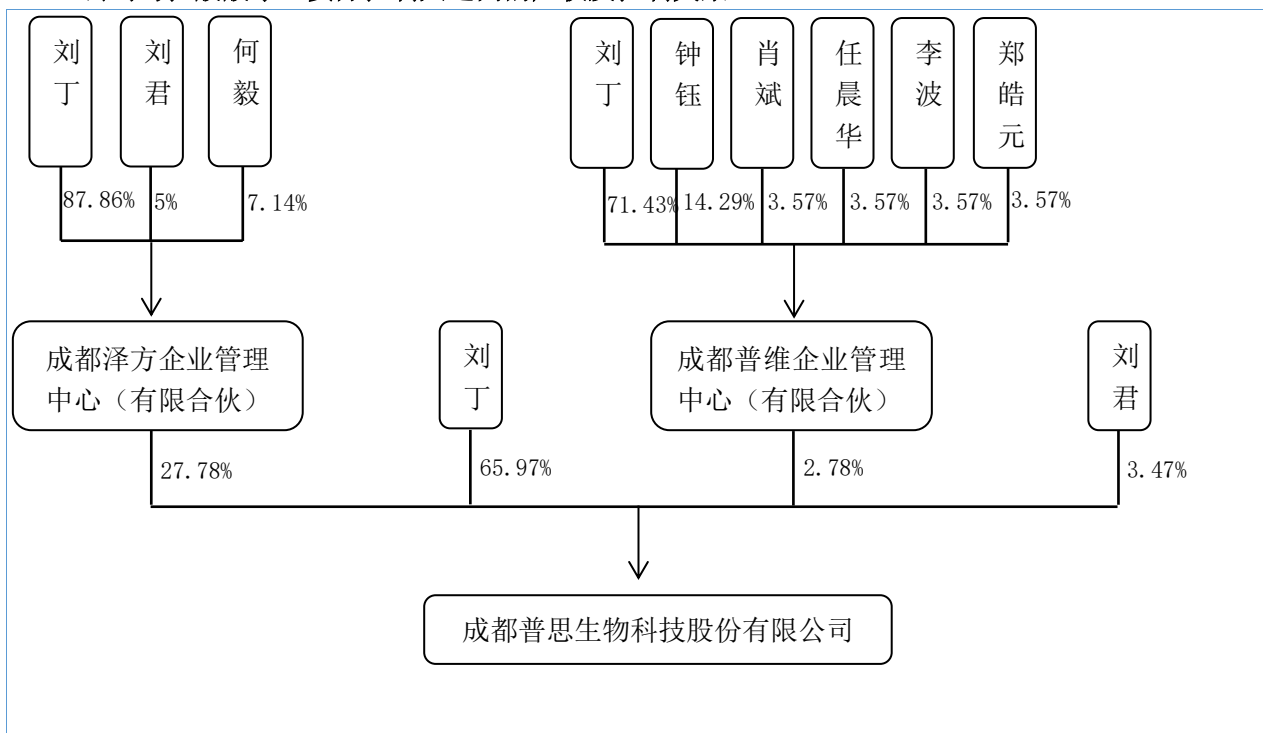 刘丁
刘君
何毅
刘丁
钟钰
肖斌
任晨华
李波
郑皓元
87.86%
5%
7.14%
71.43%
14.29%
3.57%
3.57%
3.57%
3.57%
成都泽方企业管理
中心（有限合伙）
刘丁
成都普维企业管理
中心（有限合伙）
刘君
27.78%
65.97%
2.78%
3.47%
成都普思生物科技股份有限公司